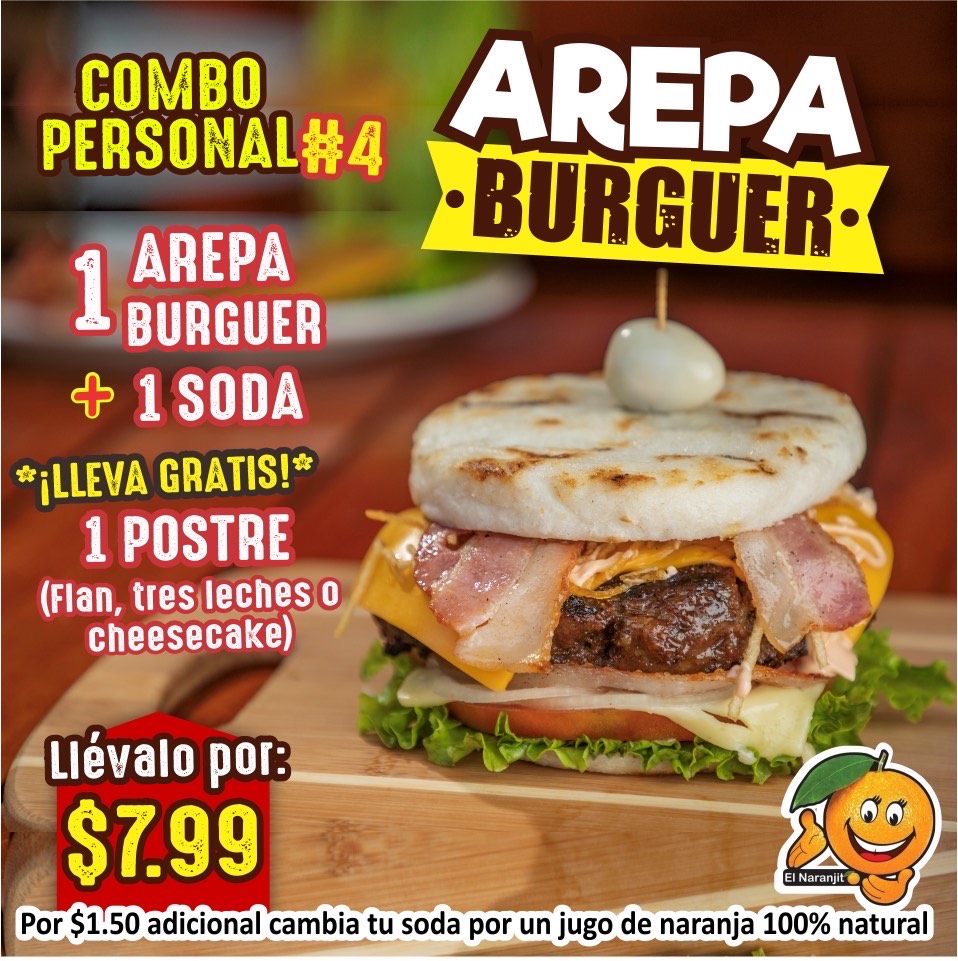 COMBO
PERSONAL #4
AREPA
BURGUER
1 AREPA
BURGUER
+ 1 SODA
*¡LLEVA GRATIS!*
1 POSTRE
(Flan, tres leches o
cheesecake)
Llévalo por:
$7.99
El Naranjito
Por $1.50 adicional cambia tu soda por un jugo de naranja 100% natural